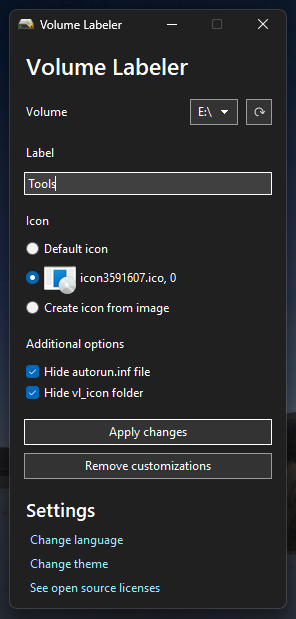 Volume Labeler
Volume Labeler
Volume E:\
Label
Tools
Icon
Default icon
icon3591607.ico, 0
Create icon from image
Additional options
Hide autorun.inf file
Hide vl_icon folder
Apply changes
Remove customizations
Settings
Change language
Change theme
See open source licenses